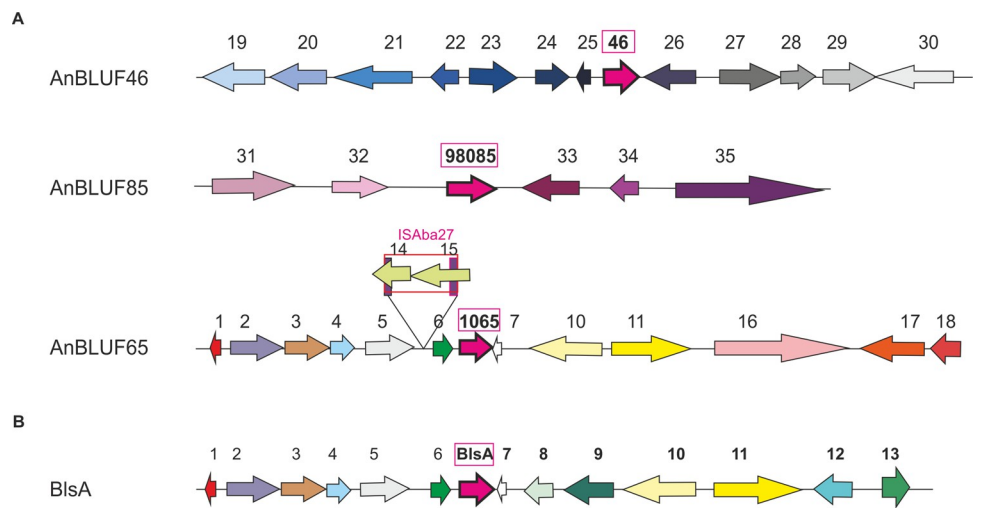 A
19 20 21 22 23 24 25 46 26 27 28 29 30
AnBLUF46
31 32 98085 33 34 35
AnBLUF85
ISAba27
14 15
1 2 3 4 5 6 1065 7 10 11 16 17 18
AnBLUF65
B
1 2 3 4 5 6 BlsA 7 8 9 10 11 12 13
BlsA